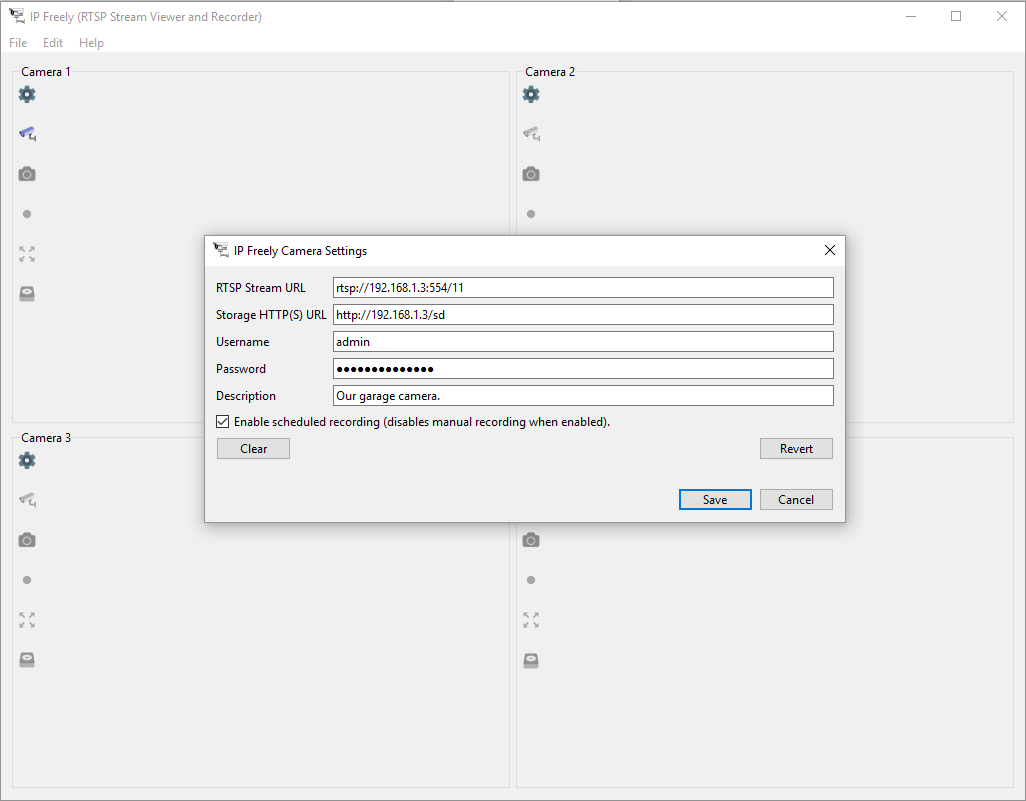 IP Freely (RTSP Stream Viewer and Recorder)
File Edit Help
Camera 1
Camera 2
IP Freely Camera Settings
RTSP Stream URL rtsp://192.168.1.3:554/11
Storage HTTP(S) URL http://192.168.1.3/sd
Username admin
Password ●●●●●●●●●●●●●●
Description Our garage camera.
Enable scheduled recording (disables manual recording when enabled).
Clear Revert
Save Cancel
Camera 3